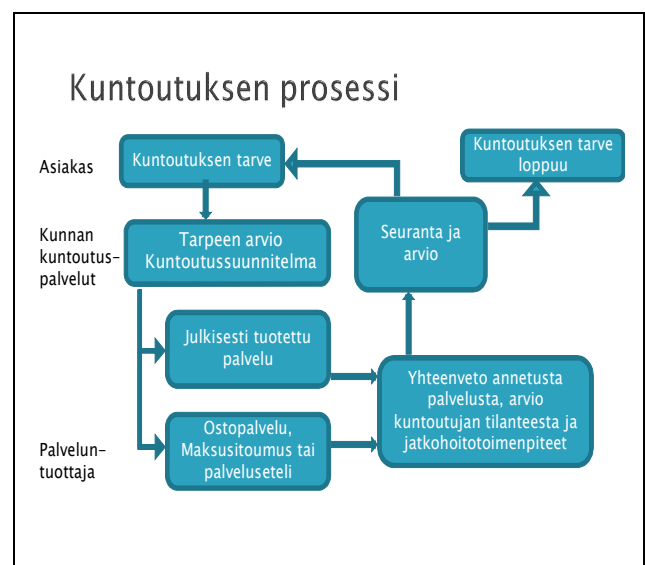 Kuntoutuksen prosessi
Asiakas
Kuntoutuksen tarve
Kuntoutuksen tarve
loppuu
Kunnan
kuntoutus-
palvelut
Tarpeen arvio
Kuntoutussuunnitelma
Seuranta ja
arvio
Julkisesti tuotettu
palvelu
Yhteenveto annetusta
palvelusta, arvio
kuntoutujan tilanteesta ja
jatkohoitotoimenpiteet
Palvelun-
tuottaja
Ostopalvelu,
Maksusitoumus tai
palveluseteli